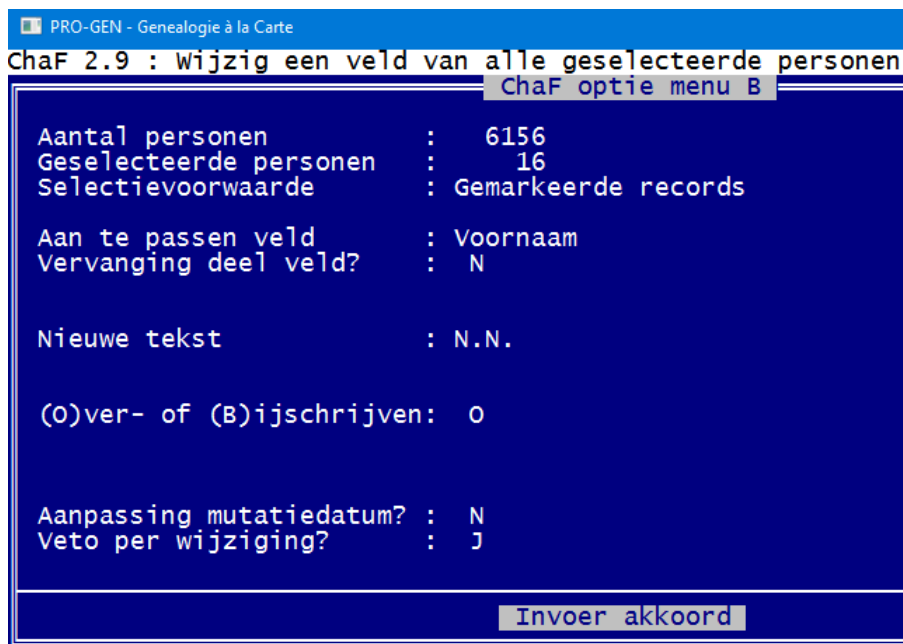 PRO-GEN - Genealogie à la Carte
ChaF 2.9 : Wijzig een veld van alle geselecteerde personen
ChaF optie menu B
Aantal personen : 6156
Geselecteerde personen : 16
Selectievoorwaarde : Gemarkeerde records
Aan te passen veld : Voornaam
Vervanging deel veld? : N
Nieuwe tekst : N.N.
(O)ver- of (B)ijschrijven: O
Aanpassing mutatiedatum? : N
Veto per wijziging? : J
Invoer akkoord